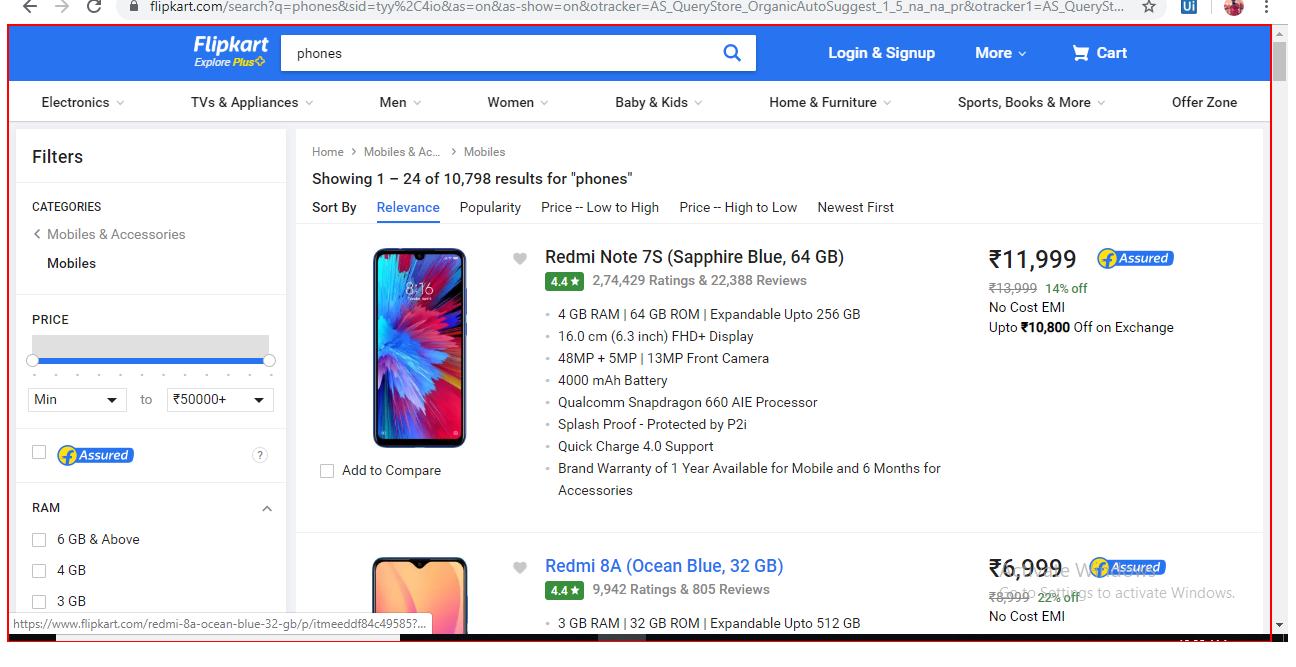 flipkart.com/search?q=phones&sid=tyy%2C4io&as=on&as-show=on&otracker=AS_QueryStore_OrganicAutoSuggest_1_5_na_na_pr&otracker1=AS_QuerySt...
Ui
Flipkart
Explore Plus
phones
Login & Signup
More
Cart
Electronics
TVs & Appliances
Men
Women
Baby & Kids
Home & Furniture
Sports, Books & More
Offer Zone
Filters
CATEGORIES
Mobiles & Accessories
Mobiles
PRICE
Min to ₹50000+
f Assured
?
RAM
6 GB & Above
4 GB
3 GB
Home > Mobiles & Ac... > Mobiles
Showing 1 – 24 of 10,798 results for "phones"
Sort By Relevance Popularity Price -- Low to High Price -- High to Low Newest First
8:16
Add to Compare
Redmi Note 7S (Sapphire Blue, 64 GB)
4.4★ 2,74,429 Ratings & 22,388 Reviews
4 GB RAM | 64 GB ROM | Expandable Upto 256 GB
16.0 cm (6.3 inch) FHD+ Display
48MP + 5MP | 13MP Front Camera
4000 mAh Battery
Qualcomm Snapdragon 660 AIE Processor
Splash Proof - Protected by P2i
Quick Charge 4.0 Support
Brand Warranty of 1 Year Available for Mobile and 6 Months for
Accessories
₹11,999 f Assured
₹13,999 14% off
No Cost EMI
Upto ₹10,800 Off on Exchange
Redmi 8A (Ocean Blue, 32 GB)
4.4★ 9,942 Ratings & 805 Reviews
3 GB RAM | 32 GB ROM | Expandable Upto 512 GB
₹6,999 f Assured
₹8,999 22% off
No Cost EMI
Activate Windows
Go to Settings to activate Windows.
https://www.flipkart.com/redmi-8a-ocean-blue-32-gb/p/itmeeddf84c49585?...